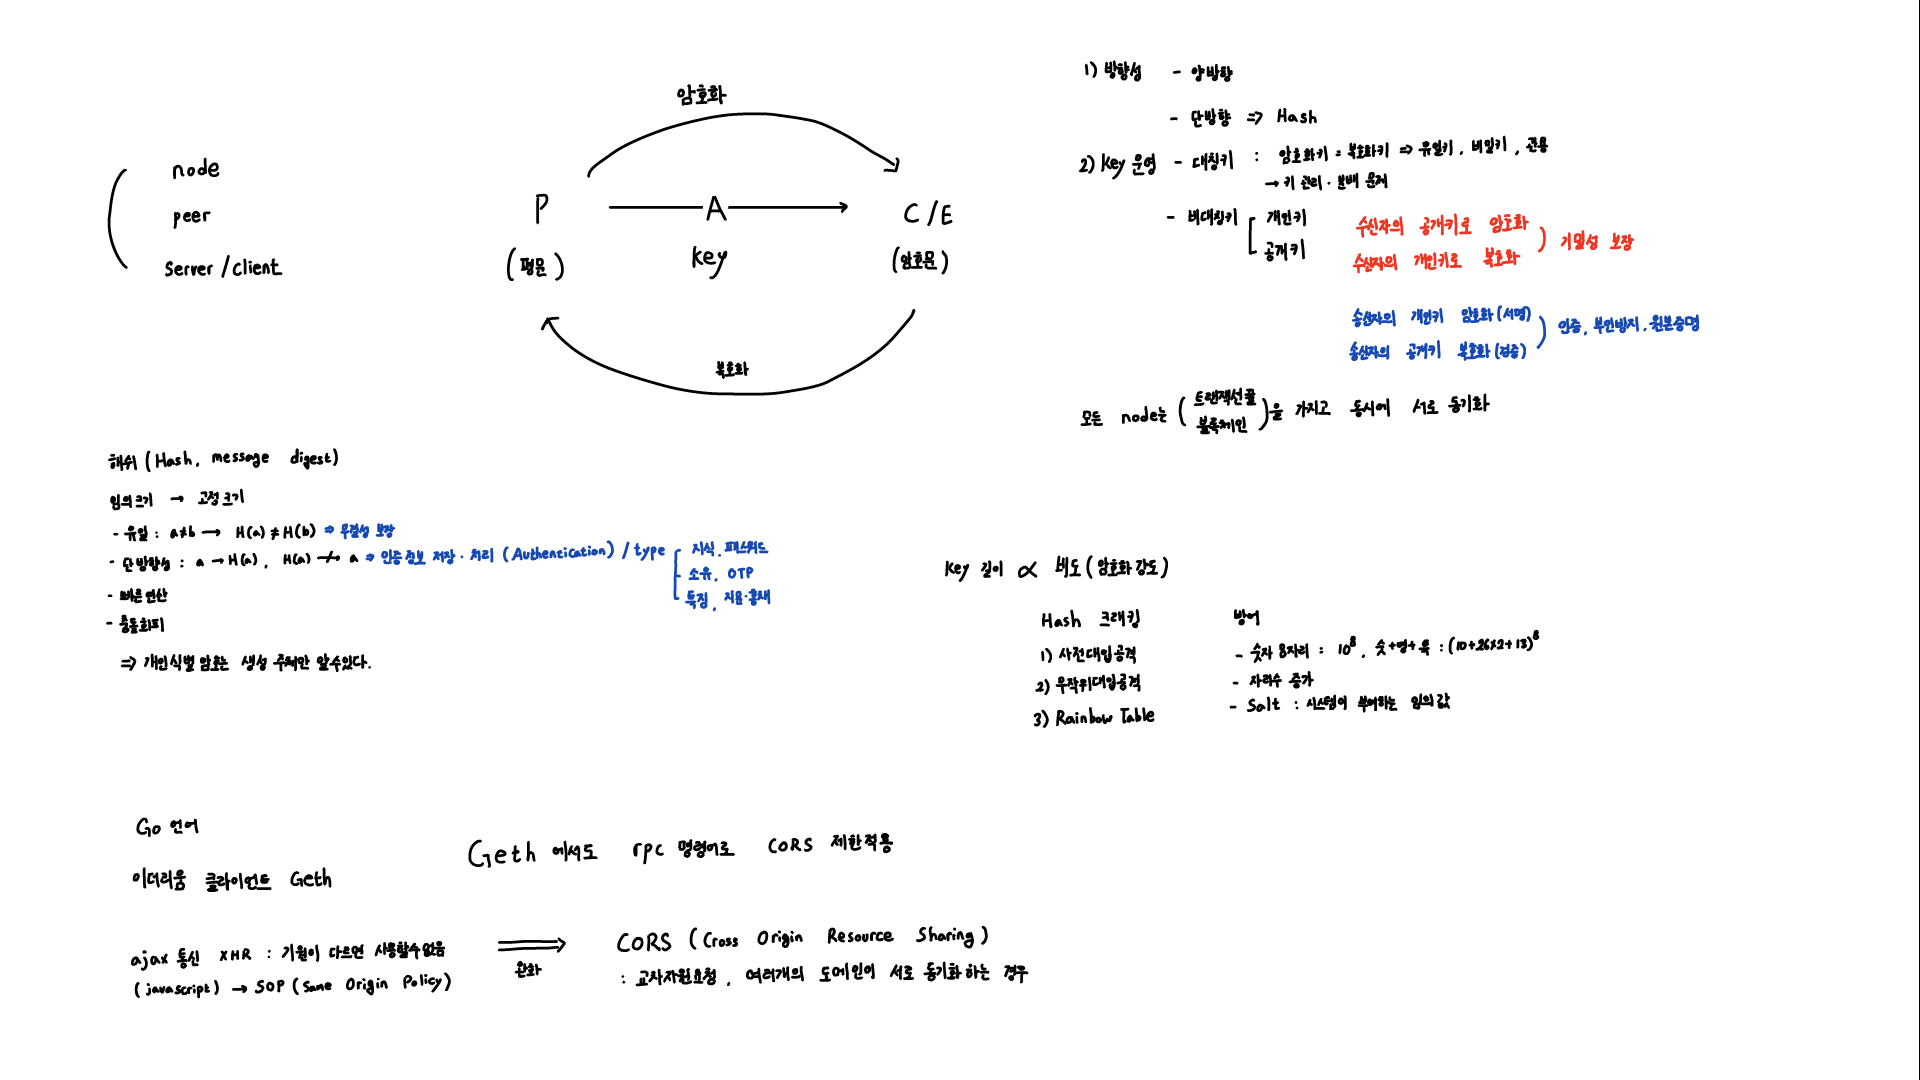 node
peer
Server / client
암호화
P — A → C / E
(평문) key (암호문)
복호화
1) 방향성 - 양방향
- 단방향 => Hash
2) Key 운영 - 대칭키 : 암호화키 = 복호화키 => 유일키, 비밀키, 관용
→ 키 관리·분배 문제
- 비대칭키 개인키
공개키
수신자의 공개키로 암호화
수신자의 개인키로 복호화
) 기밀성 보장
송신자의 개인키 암호화 (서명)
송신자의 공개키 복호화 (검증)
) 인증, 부인방지, 원본증명
모든 node는 (트랜잭션풀
블록체인) 을 가지고 동시에 서로 동기화
해쉬 (Hash, message digest)
임의크기 → 고정크기
- 유일 : a≠b → H(a) ≠ H(b) => 무결성 보장
- 단방향성 : a → H(a), H(a) ↛ a => 인증정보 저장·처리 (Authentication) / type
지식, 패스워드
소유, OTP
특징, 지문·홍채
- 빠른연산
- 충돌회피
=> 개인식별 암호는 생성 주체만 알수있다.
Key 길이 ∝ 비도 (암호화 강도)
Hash 크래킹 방어
1) 사전대입공격 - 숫자 8자리 : 10⁸, 숫+영+특 : (10+26x2+13)⁸
2) 무작위대입공격 - 자리수 증가
3) Rainbow Table - Salt : 시스템이 부여하는 임의값
Go 언어
이더리움 클라이언트 Geth
Geth 에서도 rpc 명령어로 CORS 제한적용
ajax 통신 XHR : 기원이 다르면 사용할수없음
(javascript) → SOP (Same Origin Policy)
완화
CORS (Cross Origin Resource Sharing)
: 교차자원요청, 여러개의 도메인이 서로 동기화 하는 경우